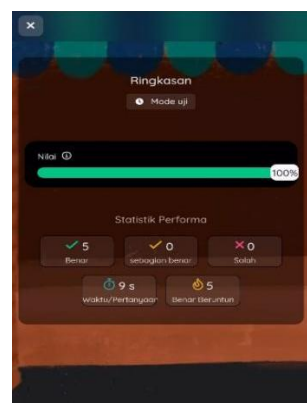 Ringkasan
Mode uji
Nilai
100%
Statistik Performa
5
Benar
0
sebagian benar
0
Salah
9 s
Waktu/Pertanyaan
5
Benar Beruntun